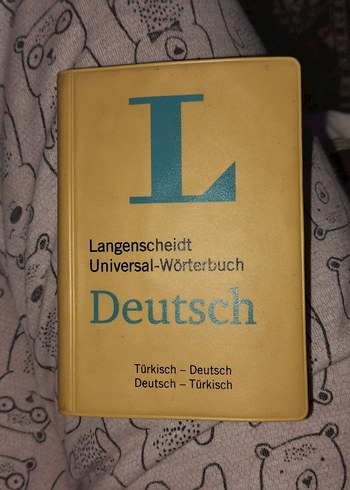 L
Langenscheidt
Universal-Wörterbuch
Deutsch
Türkisch – Deutsch
Deutsch – Türkisch